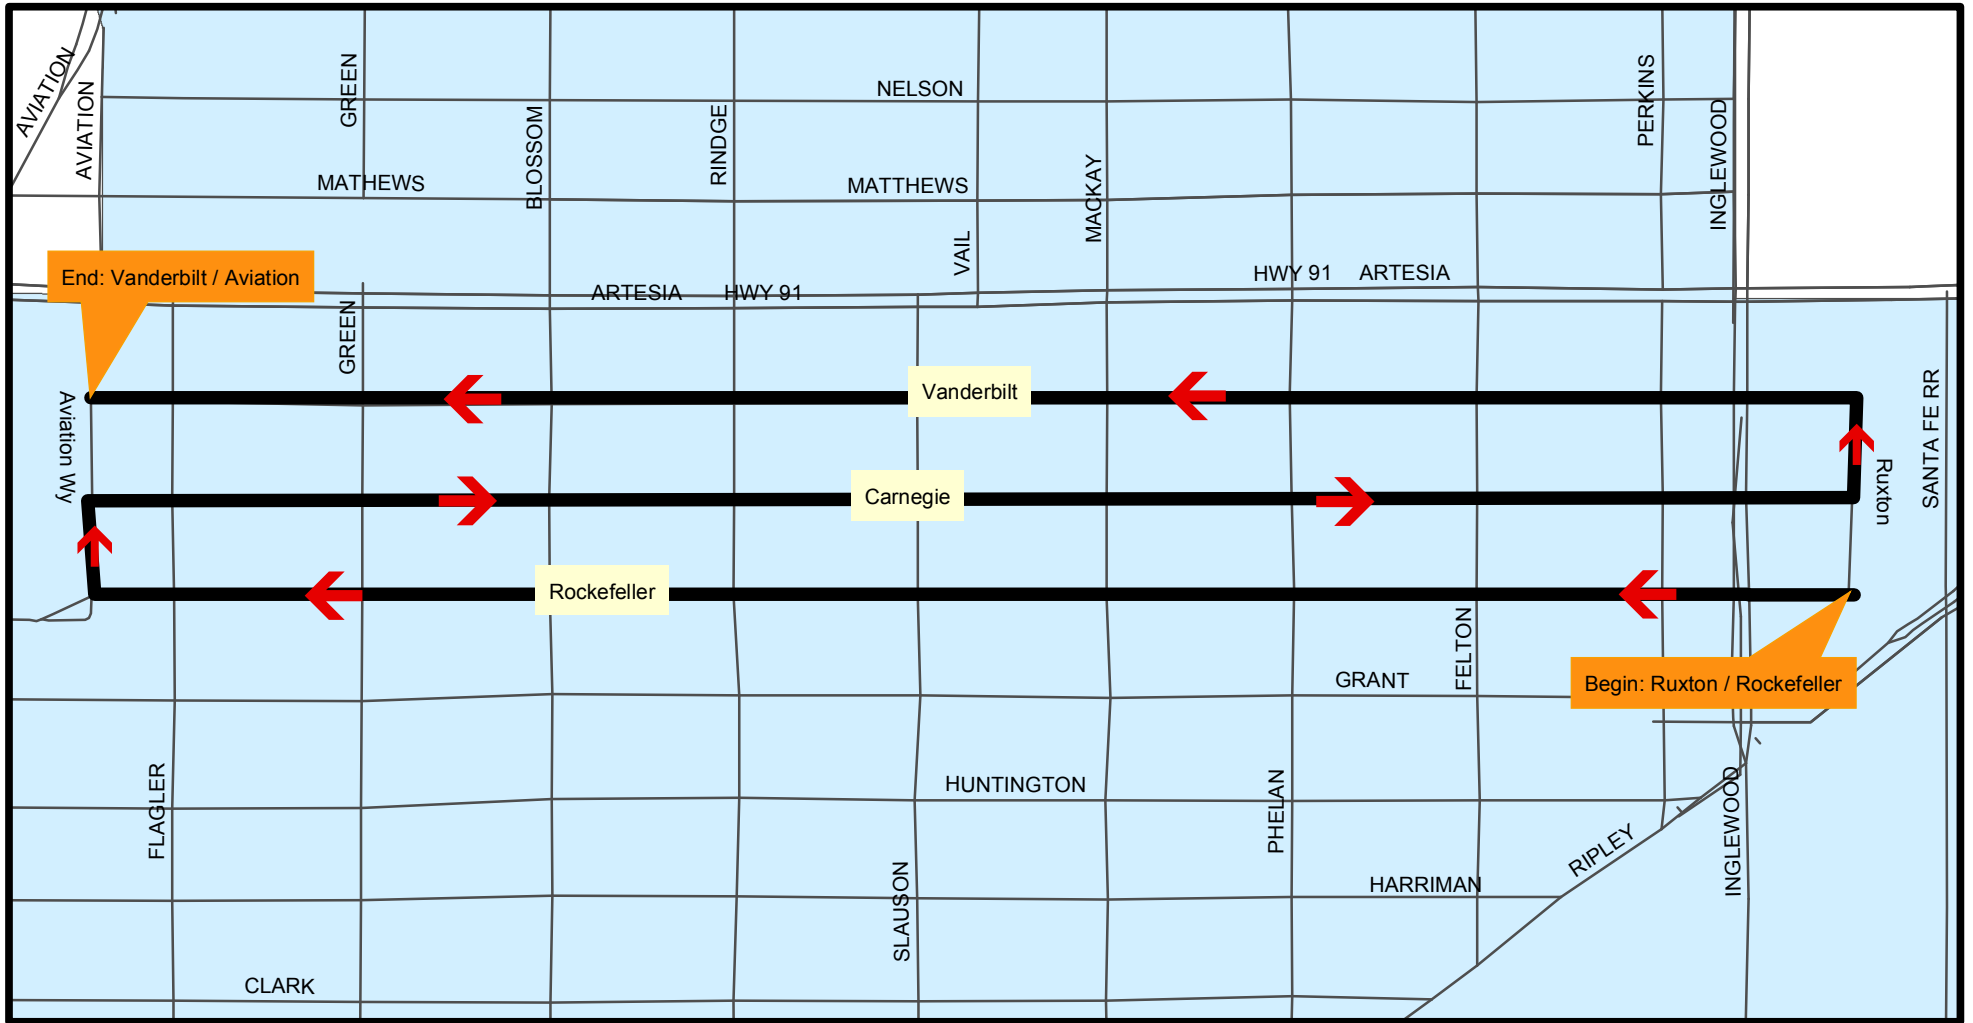 AVIATION
AVIATION
GREEN
BLOSSOM
RINDGE
NELSON
MACKAY
PERKINS
INGLEWOOD
MATHEWS
MATTHEWS
VAIL
End: Vanderbilt / Aviation
ARTESIA HWY 91
HWY 91 ARTESIA
GREEN
Vanderbilt
Aviation Wy
SANTA FE RR
Carnegie
Ruxton
Rockefeller
FELTON
GRANT
Begin: Ruxton / Rockefeller
FLAGLER
HUNTINGTON
PHELAN
RIPLEY
INGLEWOOD
SLAUSON
HARRIMAN
CLARK